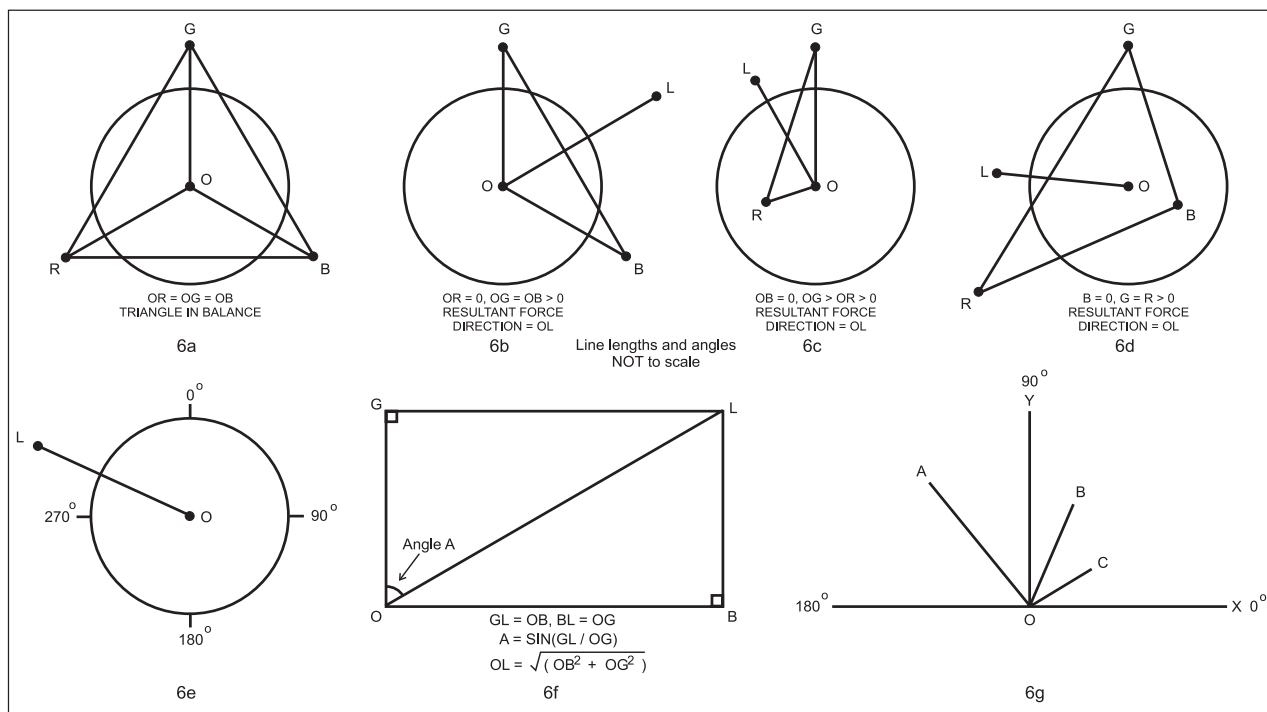 G
G
G
G
L
L
L
O
O
O
O
R
B
B
R
B
R
OR = OG = OB
TRIANGLE IN BALANCE
OR = 0, OG = OB > 0
RESULTANT FORCE
DIRECTION = OL
OB = 0, OG > OR > 0
RESULTANT FORCE
DIRECTION = OL
B = 0, G = R > 0
RESULTANT FORCE
DIRECTION = OL
6a
6b
Line lengths and angles
NOT to scale
6c
6d
0°
L
O
270°
90°
180°
6e
G
L
Angle A
O
B
GL = OB, BL = OG
A = SIN(GL / OG)
OL = √( OB² + OG² )
6f
90°
Y
A
B
C
180°
O
X 0°
6g